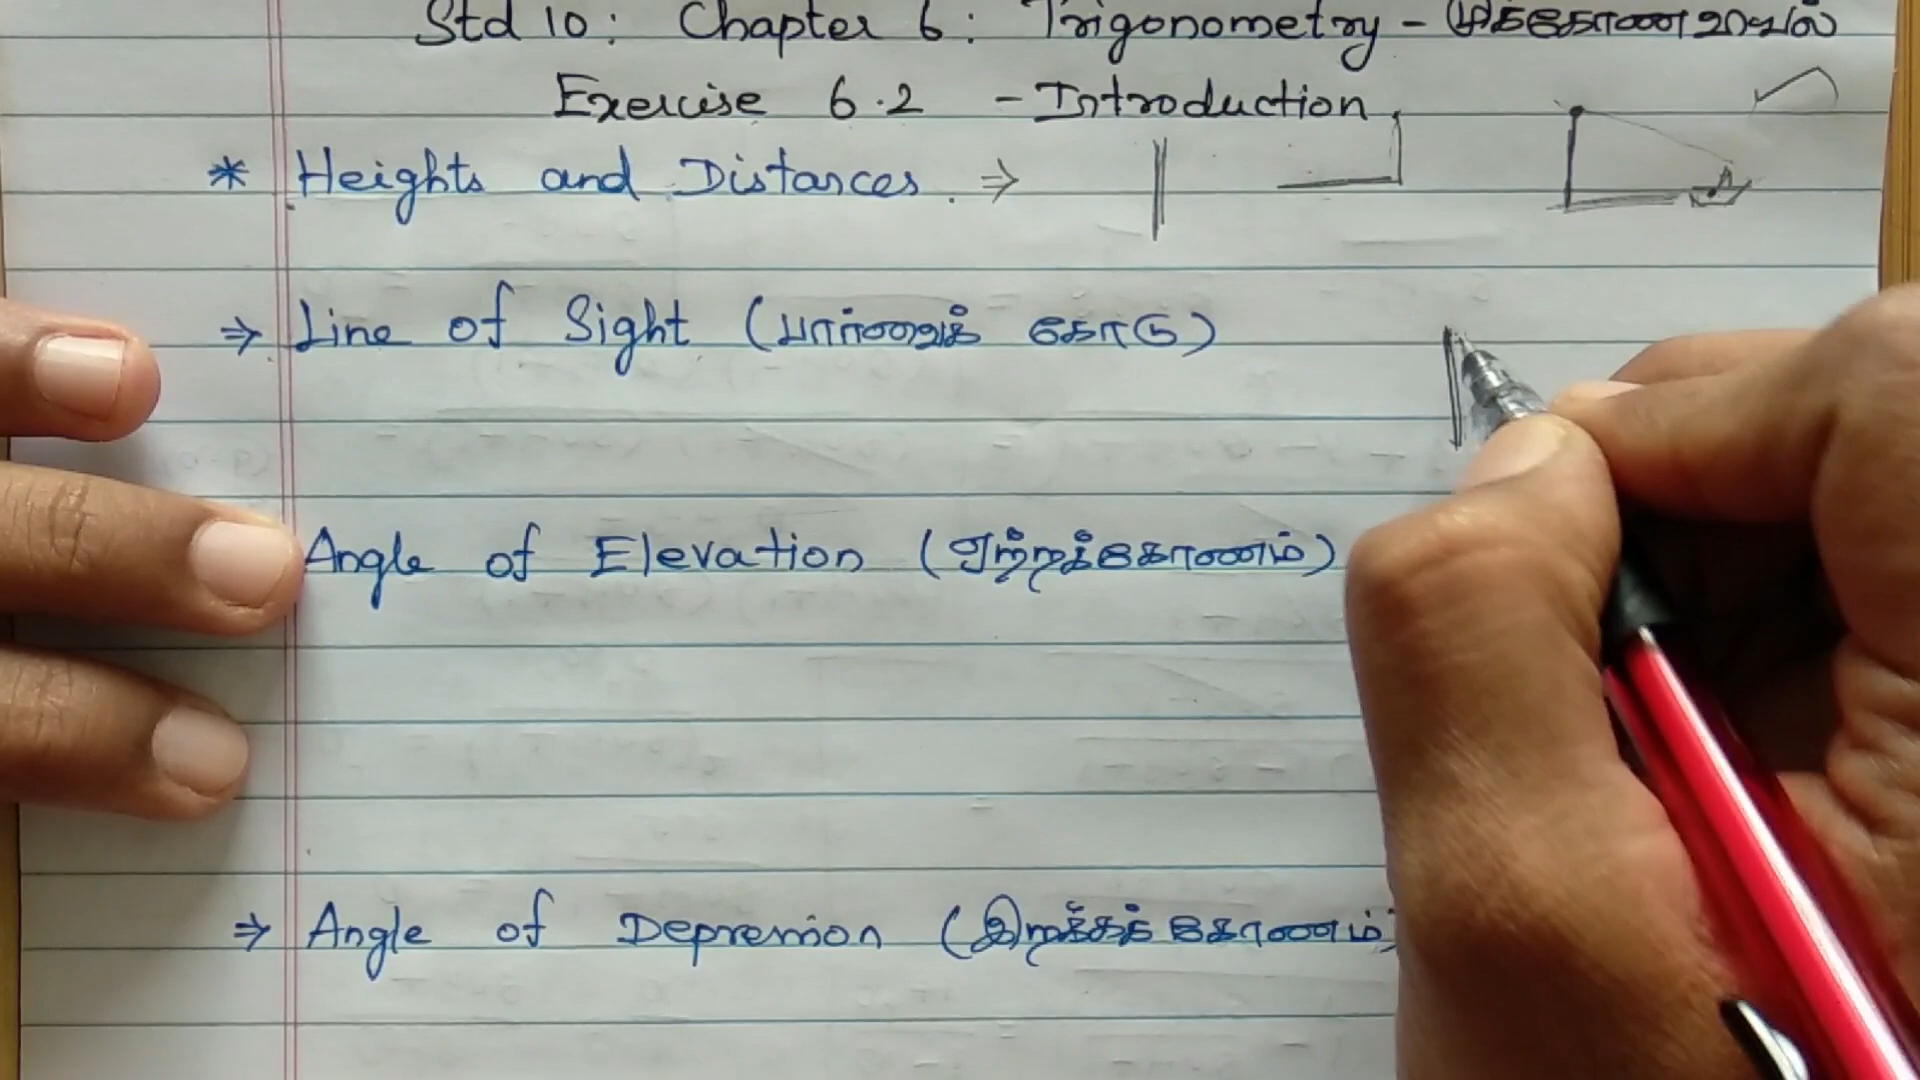 Std 10: Chapter 6: Trigonometry - முக்கோணவியல்
Exercise 6.2 - Introduction
* Heights and Distances. ⇒
⇒ Line of Sight (பார்வைக் கோடு)
Angle of Elevation (ஏற்றக்கோணம்)
⇒ Angle of Depression (இறக்கக் கோணம்)